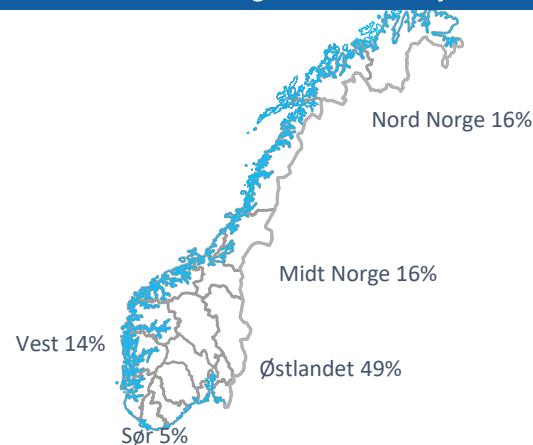 Nord Norge 16%
Midt Norge 16%
Vest 14%
Østlandet 49%
Sør 5%